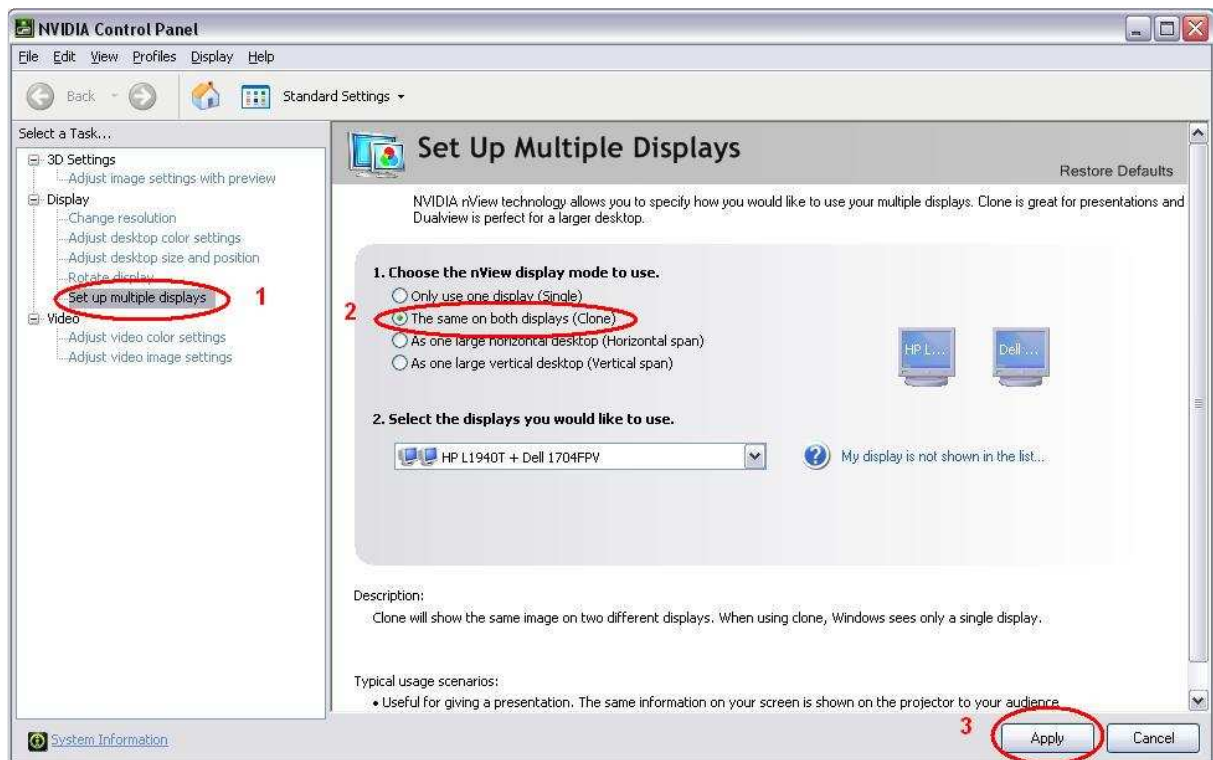 NVIDIA Control Panel
File Edit View Profiles Display Help
Back Standard Settings
Select a Task...
3D Settings
Adjust image settings with preview
Display
Change resolution
Adjust desktop color settings
Adjust desktop size and position
Rotate display
Set up multiple displays 1
Video
Adjust video color settings
Adjust video image settings
System Information
Set Up Multiple Displays
Restore Defaults
NVIDIA nView technology allows you to specify how you would like to use your multiple displays. Clone is great for presentations and
Dualview is perfect for a larger desktop.
1. Choose the nView display mode to use.
Only use one display (Single)
2 The same on both displays (Clone)
As one large horizontal desktop (Horizontal span)
As one large vertical desktop (Vertical span)
HP L... Dell ...
2. Select the displays you would like to use.
HP L1940T + Dell 1704FPV
? My display is not shown in the list...
Description:
Clone will show the same image on two different displays. When using clone, Windows sees only a single display.
Typical usage scenarios:
• Useful for giving a presentation. The same information on your screen is shown on the projector to your audience
3 Apply Cancel